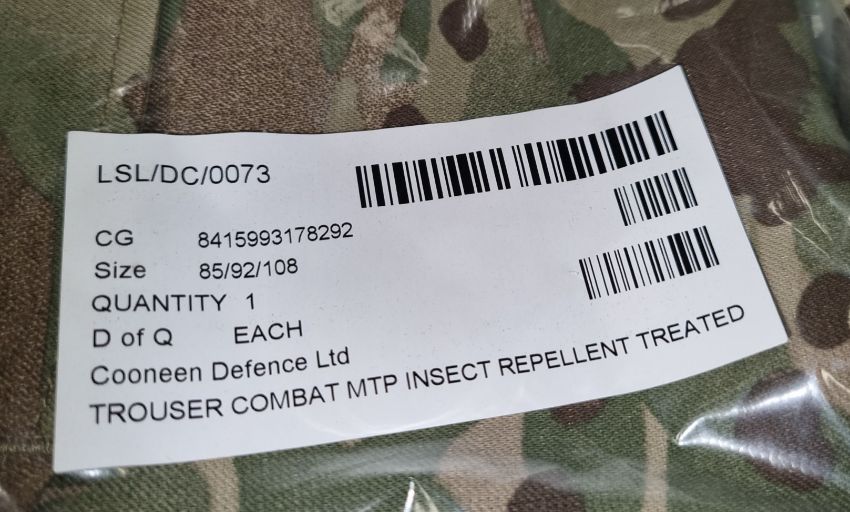 LSL/DC/0073
CG 8415993178292
Size 85/92/108
QUANTITY 1
D of Q EACH
Cooneen Defence Ltd
TROUSER COMBAT MTP INSECT REPELLENT TREATED